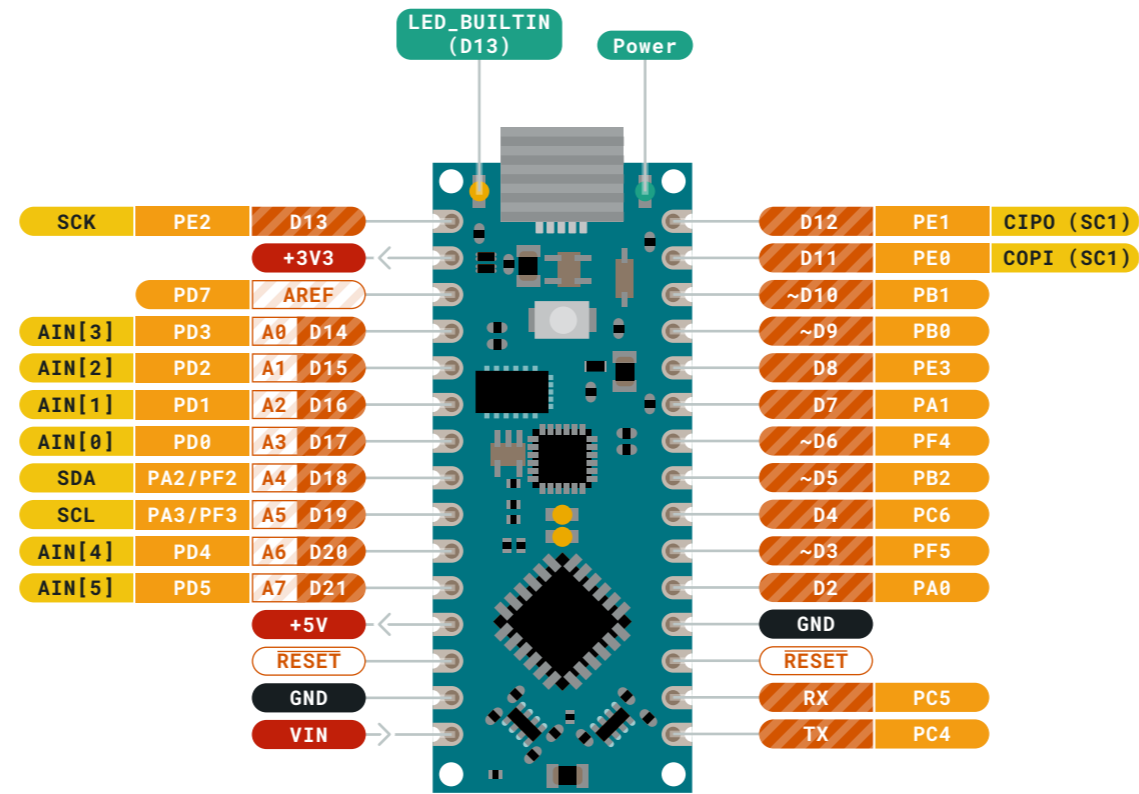 LED_BUILTIN
(D13)
Power
SCK PE2 D13
+3V3
PD7 AREF
AIN[3] PD3 A0 D14
AIN[2] PD2 A1 D15
AIN[1] PD1 A2 D16
AIN[0] PD0 A3 D17
SDA PA2/PF2 A4 D18
SCL PA3/PF3 A5 D19
AIN[4] PD4 A6 D20
AIN[5] PD5 A7 D21
+5V
RESET
GND
VIN
D12 PE1 CIPO (SC1)
D11 PE0 COPI (SC1)
~D10 PB1
~D9 PB0
D8 PE3
D7 PA1
~D6 PF4
~D5 PB2
D4 PC6
~D3 PF5
D2 PA0
GND
RESET
RX PC5
TX PC4